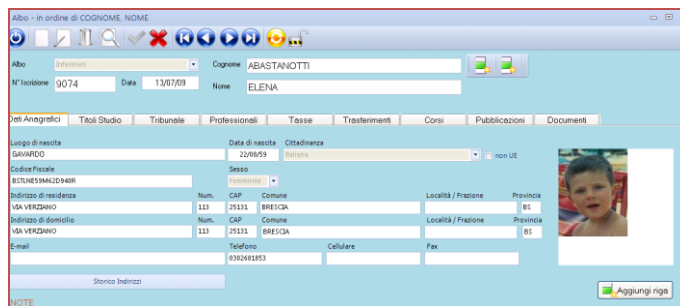 Albo - in ordine di COGNOME, NOME
Albo Infermieri Cognome ABASTANOTTI
N° Iscrizione 9074 Data 13/07/09 Nome ELENA
Dati Anagrafici Titoli Studio Tribunale Professionali Tasse Trasferimenti Corsi Pubblicazioni Documenti
Luogo di nascita Data di nascita Cittadinanza
GAVARDO 22/08/59 Italiana non UE
Codice Fiscale Sesso
BSTLNE59M62D940R Femminile
Indirizzo di residenza Num. CAP Comune Località / Frazione Provincia
VIA VERZIANO 113 25131 BRESCIA BS
Indirizzo di domicilio Num. CAP Comune Località / Frazione Provincia
VIA VERZIANO 113 25131 BRESCIA BS
E-mail Telefono Cellulare Fax
0302681853
Storico Indirizzi
Aggiungi riga
NOTE